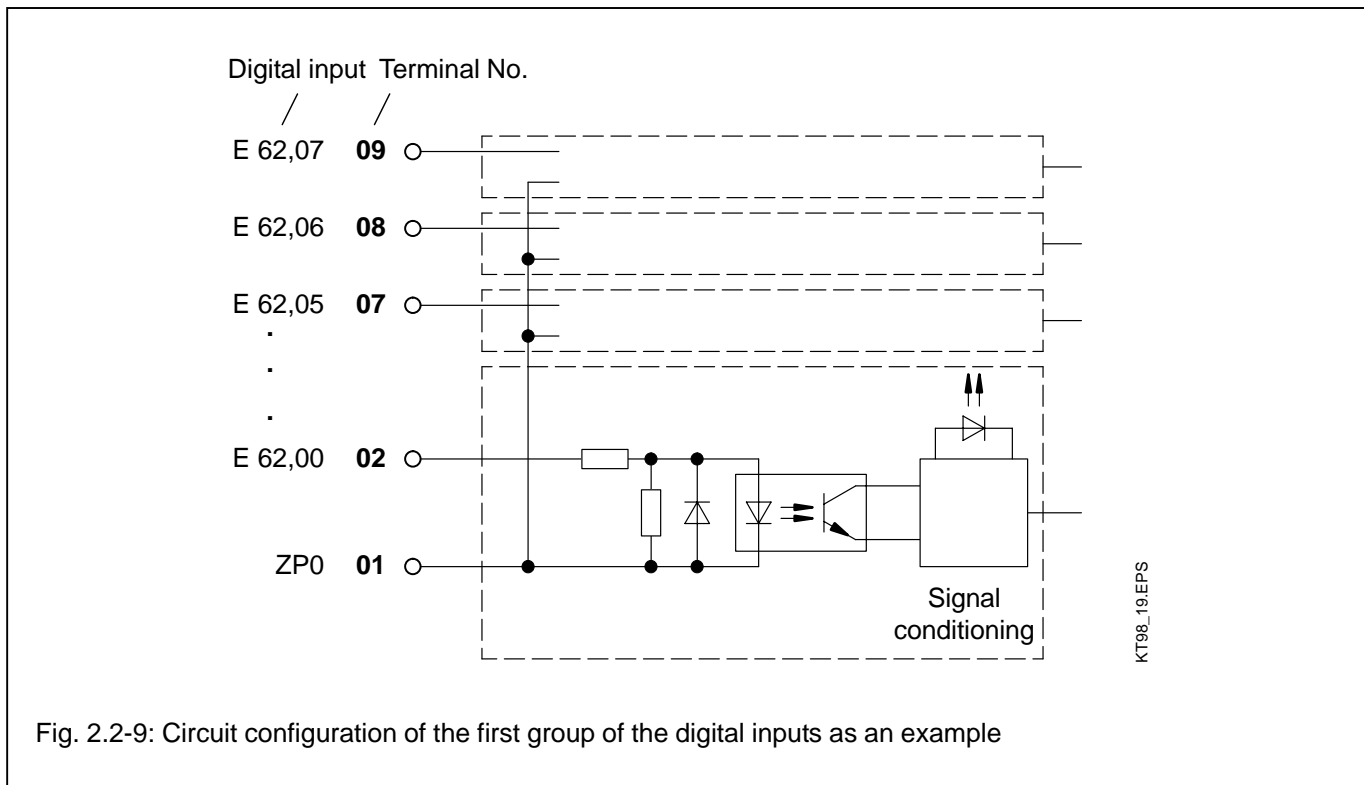 Digital input Terminal No.
E 62,07 09
E 62,06 08
E 62,05 07
.
.
.
E 62,00 02
ZP0 01
Signal
conditioning
KT98_19.EPS
Fig. 2.2-9: Circuit configuration of the first group of the digital inputs as an example